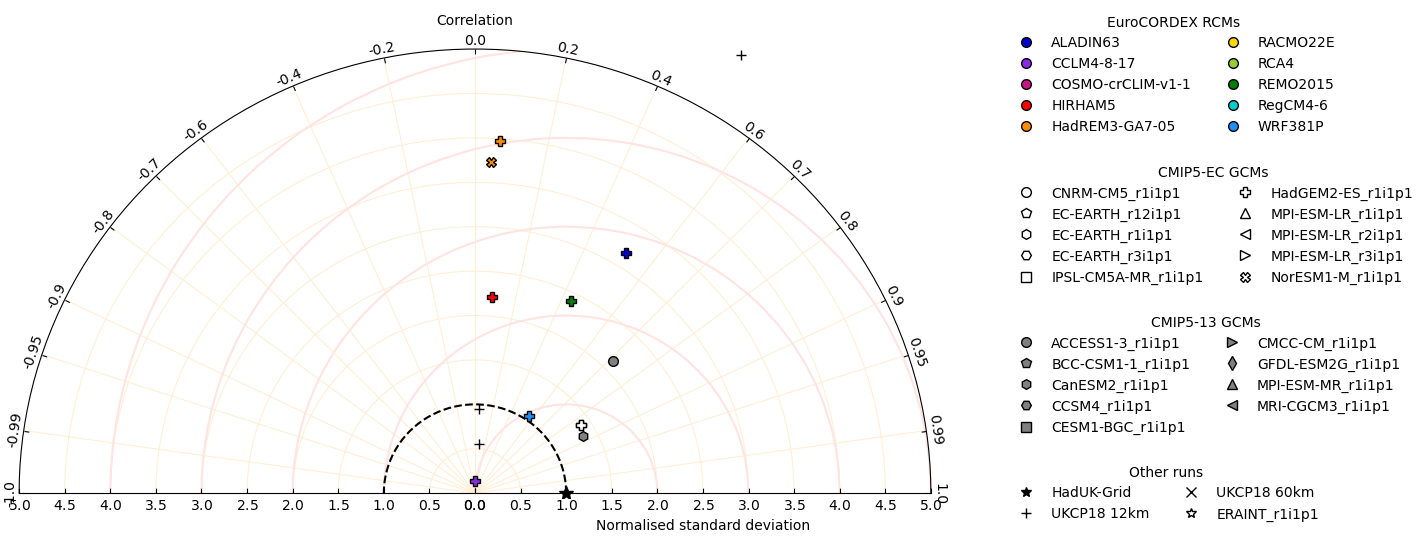 Correlation
-0.2 0.0 0.2
-0.4 0.4
-0.6 0.6
-0.7 0.7
-0.8 0.8
-0.9 0.9
-0.95 0.95
-0.99 0.99
-1.0 1.0
5.0 4.5 4.0 3.5 3.0 2.5 2.0 1.5 1.0 0.5 0.0 0.5 1.0 1.5 2.0 2.5 3.0 3.5 4.0 4.5 5.0
Normalised standard deviation
EuroCORDEX RCMs
ALADIN63 RACMO22E
CCLM4-8-17 RCA4
COSMO-crCLIM-v1-1 REMO2015
HIRHAM5 RegCM4-6
HadREM3-GA7-05 WRF381P
CMIP5-EC GCMs
CNRM-CM5_r1i1p1 HadGEM2-ES_r1i1p1
EC-EARTH_r12i1p1 MPI-ESM-LR_r1i1p1
EC-EARTH_r1i1p1 MPI-ESM-LR_r2i1p1
EC-EARTH_r3i1p1 MPI-ESM-LR_r3i1p1
IPSL-CM5A-MR_r1i1p1 NorESM1-M_r1i1p1
CMIP5-13 GCMs
ACCESS1-3_r1i1p1 CMCC-CM_r1i1p1
BCC-CSM1-1_r1i1p1 GFDL-ESM2G_r1i1p1
CanESM2_r1i1p1 MPI-ESM-MR_r1i1p1
CCSM4_r1i1p1 MRI-CGCM3_r1i1p1
CESM1-BGC_r1i1p1
Other runs
HadUK-Grid UKCP18 60km
UKCP18 12km ERAINT_r1i1p1